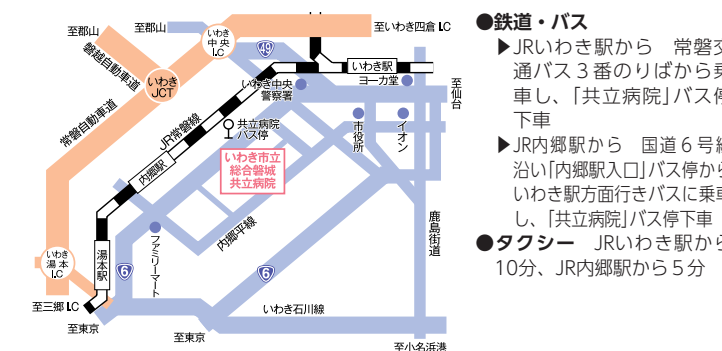 至郡山
至郡山
いわき
中央
I.C
49
至いわき四倉 I.C
磐越自動車道
いわき
JCT
いわき中央
警察署
いわき駅
ヨーカ堂
至仙台
常磐自動車道
JR常磐線
共立病院
バス停
市役所
イオン
いわき市立
総合磐城
共立病院
内郷駅
内郷平線
鹿島街道
ファミリーマート
いわき
湯本
I.C
湯本駅
6
6
至三郷 I.C
いわき石川線
至東京
至東京
至小名浜港
●鉄道・バス
▶JRいわき駅から　常磐交
通バス３番のりばから乗
車し、「共立病院」バス停
下車
▶JR内郷駅から　国道６号線
沿い「内郷駅入口」バス停から
いわき駅方面行きバスに乗車
し、「共立病院」バス停下車
●タクシー　JRいわき駅から
10分、JR内郷駅から５分